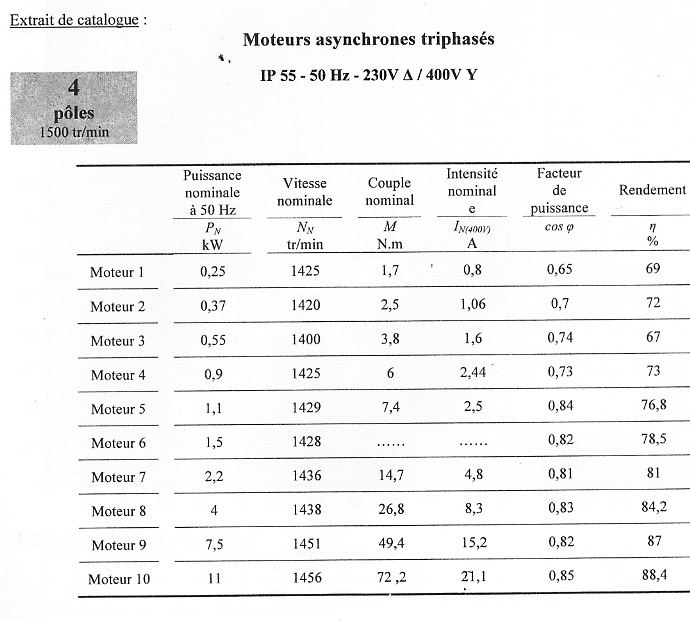 Extrait de catalogue :
Moteurs asynchrones triphasés
IP 55 - 50 Hz - 230V Δ / 400V Y
4
pôles
1500 tr/min
Puissance nominale à 50 Hz Vitesse nominale Couple nominal Intensité nominal e Facteur de puissance Rendement
P_N N_N M I_N(400V) cos φ η
kW tr/min N.m A %
Moteur 1 0,25 1425 1,7 0,8 0,65 69
Moteur 2 0,37 1420 2,5 1,06 0,7 72
Moteur 3 0,55 1400 3,8 1,6 0,74 67
Moteur 4 0,9 1425 6 2,44 0,73 73
Moteur 5 1,1 1429 7,4 2,5 0,84 76,8
Moteur 6 1,5 1428 ...... ...... 0,82 78,5
Moteur 7 2,2 1436 14,7 4,8 0,81 81
Moteur 8 4 1438 26,8 8,3 0,83 84,2
Moteur 9 7,5 1451 49,4 15,2 0,82 87
Moteur 10 11 1456 72 ,2 21,1 0,85 88,4